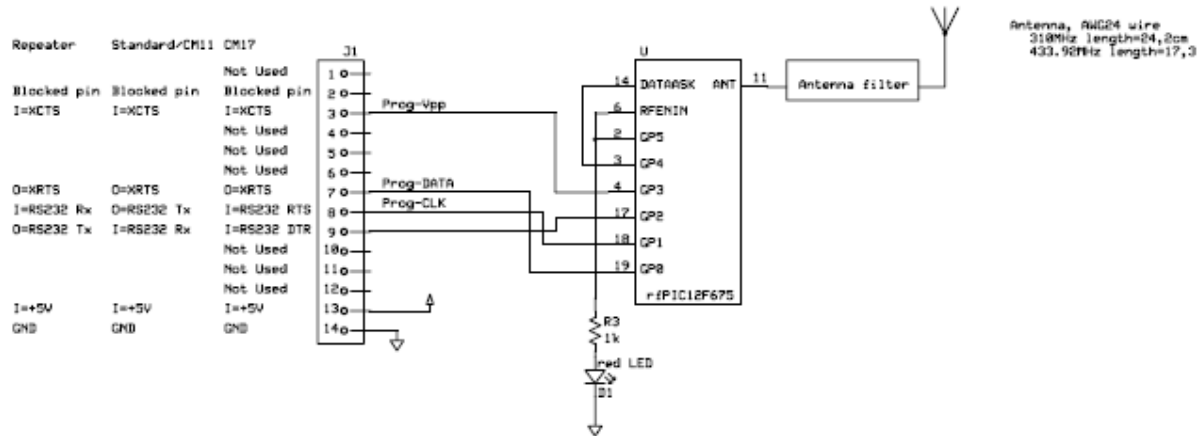 Antenna, AWG24 wire
310MHz length=24,2cm
433.92MHz length=17,3
Repeater Standard/CM11 CM17 J1 U
Not Used 1
Blocked pin Blocked pin Blocked pin 2
I=XCTS I=XCTS I=XCTS 3 Prog-Vpp
Not Used 4
Not Used 5
Not Used 6
O=XRTS O=XRTS O=XRTS 7 Prog-DATA
I=RS232 Rx O=RS232 Tx I=RS232 RTS 8 Prog-CLK
O=RS232 Tx I=RS232 Rx I=RS232 DTR 9
Not Used 10
Not Used 11
Not Used 12
I=+5V I=+5V I=+5V 13
GND GND GND 14
14 DATAASK ANT 11 Antenna filter
6 RFENIN
2 GP5
3 GP4
4 GP3
17 GP2
18 GP1
19 GP0
rfPIC12F675
R3
1k
red LED
D1